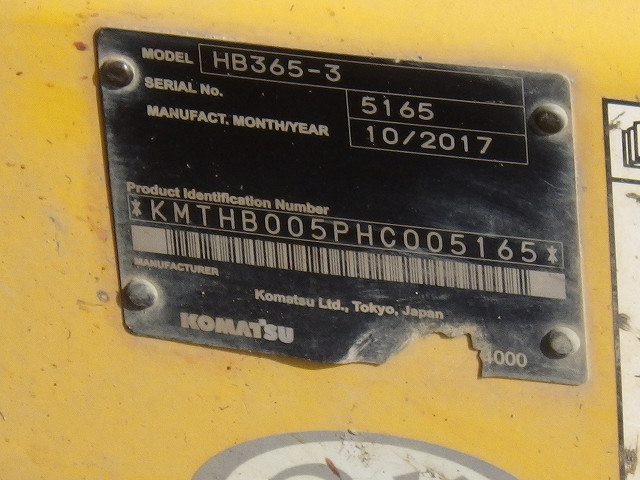 MODEL HB365-3
SERIAL No. 5165
MANUFACT. MONTH/YEAR 10/2017
Product Identification Number
*KMTHB005PHC005165*
MANUFACTURER
Komatsu Ltd., Tokyo, Japan
KOMATSU
4000